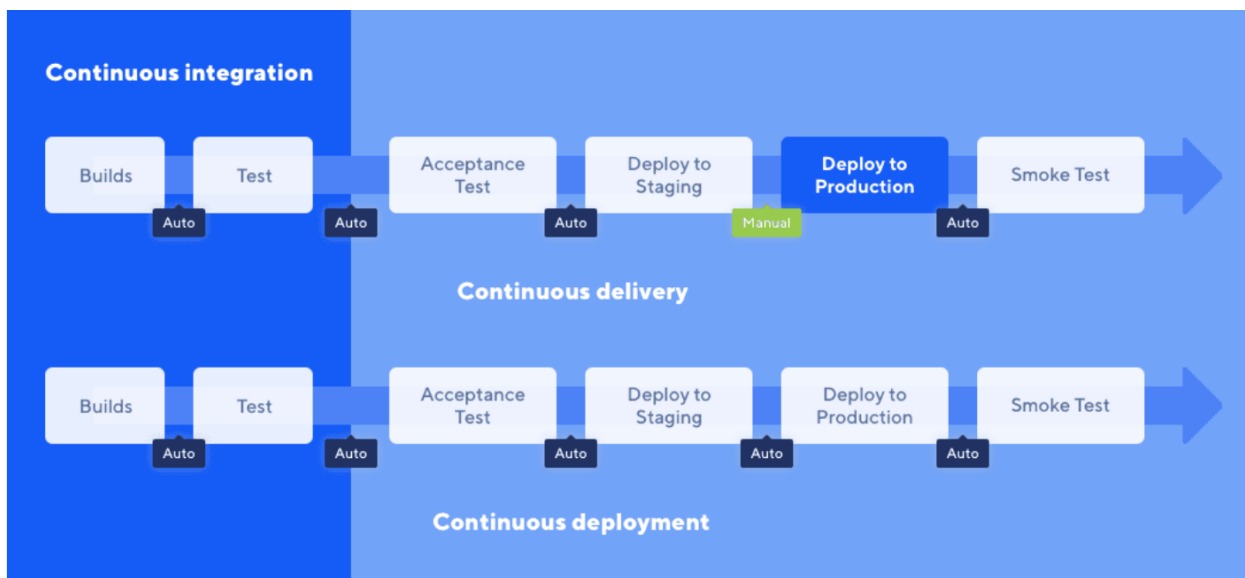 Continuous integration
Builds
Test
Acceptance
Test
Deploy to
Staging
Deploy to
Production
Smoke Test
Auto
Auto
Auto
Manual
Auto
Continuous delivery
Builds
Test
Acceptance
Test
Deploy to
Staging
Deploy to
Production
Smoke Test
Auto
Auto
Auto
Auto
Auto
Continuous deployment